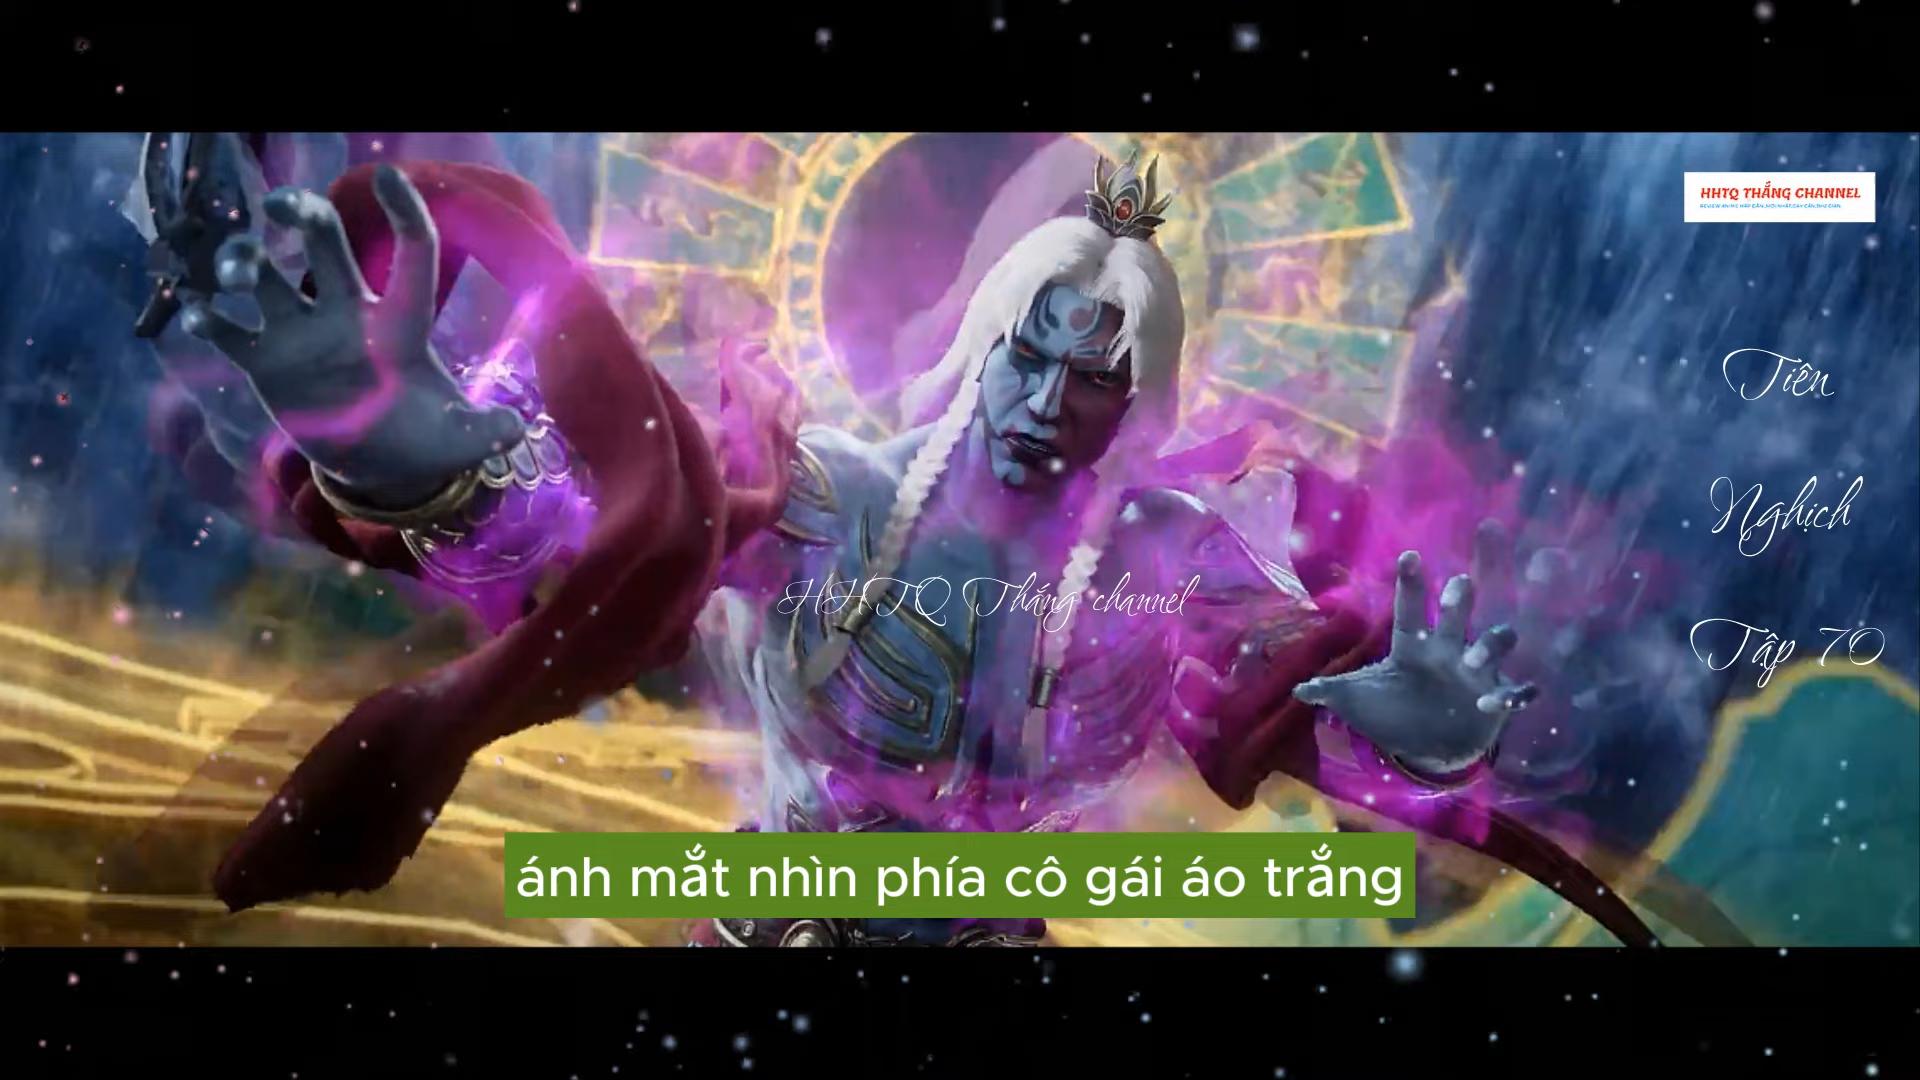 HHTQ THẮNG CHANNEL
Tiên
Nghịch
HHTQ Thắng channel
Tập 70
ánh mắt nhìn phía cô gái áo trắng